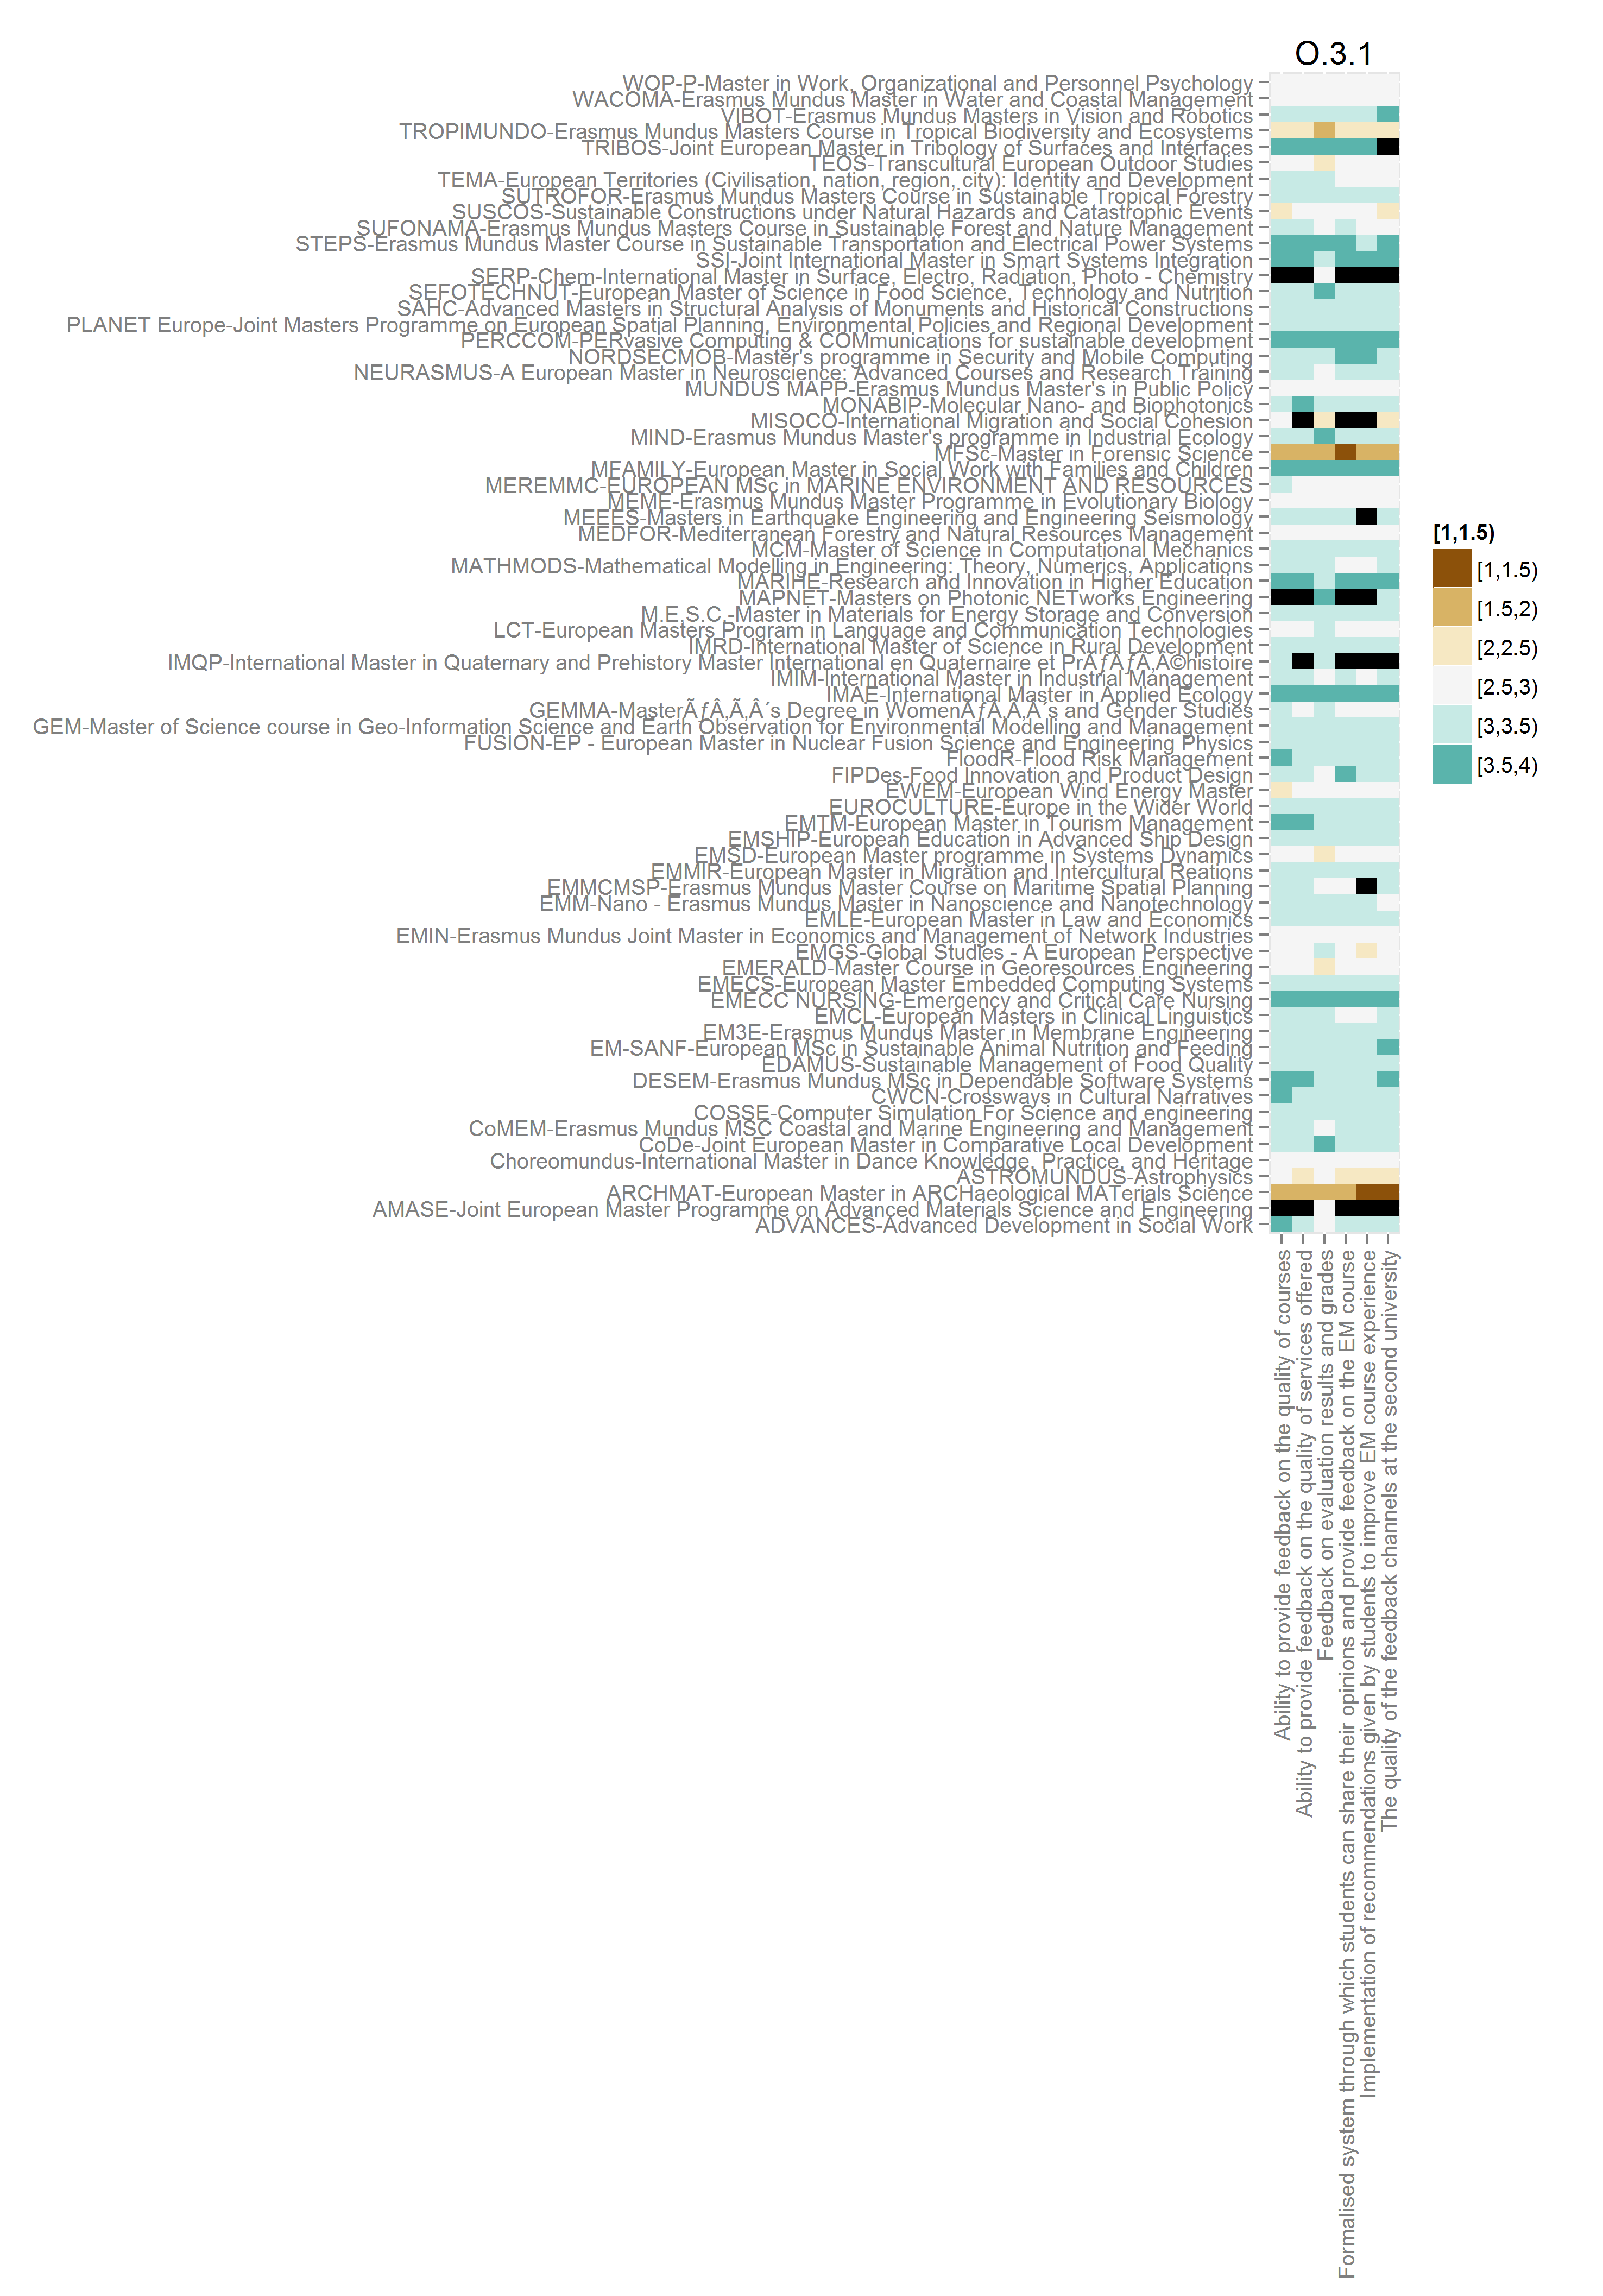 O.3.1
WOP-P-Master in Work, Organizational and Personnel Psychology
WACOMA-Erasmus Mundus Master in Water and Coastal Management
VIBOT-Erasmus Mundus Masters in Vision and Robotics
TROPIMUNDO-Erasmus Mundus Masters Course in Tropical Biodiversity and Ecosystems
TRIBOS-Joint European Master in Tribology of Surfaces and Interfaces
TEOS-Transcultural European Outdoor Studies
TEMA-European Territories (Civilisation, nation, region, city): Identity and Development
SUTROFOR-Erasmus Mundus Masters Course in Sustainable Tropical Forestry
SUSCOS-Sustainable Constructions under Natural Hazards and Catastrophic Events
SUFONAMA-Erasmus Mundus Masters Course in Sustainable Forest and Nature Management
STEPS-Erasmus Mundus Master Course in Sustainable Transportation and Electrical Power Systems
SSI-Joint International Master in Smart Systems Integration
SERP-Chem-International Master in Surface, Electro, Radiation, Photo - Chemistry
SEFOTECHNUT-European Master of Science in Food Science, Technology and Nutrition
SAHC-Advanced Masters in Structural Analysis of Monuments and Historical Constructions
PLANET Europe-Joint Masters Programme on European Spatial Planning, Environmental Policies and Regional Development
PERCCOM-PERvasive Computing & COMmunications for sustainable development
NORDSECMOB-Master's programme in Security and Mobile Computing
NEURASMUS-A European Master in Neuroscience: Advanced Courses and Research Training
MUNDUS MAPP-Erasmus Mundus Master's in Public Policy
MONABIP-Molecular Nano- and Biophotonics
MISOCO-International Migration and Social Cohesion
MIND-Erasmus Mundus Master's programme in Industrial Ecology
MFSc-Master in Forensic Science
MFAMILY-European Master in Social Work with Families and Children
MEREMMC-EUROPEAN MSc in MARINE ENVIRONMENT AND RESOURCES
MEME-Erasmus Mundus Master Programme in Evolutionary Biology
MEEES-Masters in Earthquake Engineering and Engineering Seismology
MEDFOR-Mediterranean Forestry and Natural Resources Management
MCM-Master of Science in Computational Mechanics
MATHMODS-Mathematical Modelling in Engineering: Theory, Numerics, Applications
MARIHE-Research and Innovation in Higher Education
MAPNET-Masters on Photonic NETworks Engineering
M.E.S.C.-Master in Materials for Energy Storage and Conversion
LCT-European Masters Program in Language and Communication Technologies
IMRD-International Master of Science in Rural Development
IMQP-International Master in Quaternary and Prehistory Master International en Quaternaire et PrÃƒÂƒÃ‚Â©histoire
IMIM-International Master in Industrial Management
IMAE-International Master in Applied Ecology
GEMMA-MasterÃƒÂ‚Ã‚Â´s Degree in WomenÃƒÂ‚Ã‚Â´s and Gender Studies
GEM-Master of Science course in Geo-Information Science and Earth Observation for Environmental Modelling and Management
FUSION-EP - European Master in Nuclear Fusion Science and Engineering Physics
FloodR-Flood Risk Management
FIPDes-Food Innovation and Product Design
EWEM-European Wind Energy Master
EUROCULTURE-Europe in the Wider World
EMTM-European Master in Tourism Management
EMSHIP-European Education in Advanced Ship Design
EMSD-European Master programme in Systems Dynamics
EMMIR-European Master in Migration and Intercultural Reations
EMMCMSP-Erasmus Mundus Master Course on Maritime Spatial Planning
EMM-Nano - Erasmus Mundus Master in Nanoscience and Nanotechnology
EMLE-European Master in Law and Economics
EMIN-Erasmus Mundus Joint Master in Economics and Management of Network Industries
EMGS-Global Studies - A European Perspective
EMERALD-Master Course in Georesources Engineering
EMECS-European Master Embedded Computing Systems
EMECC NURSING-Emergency and Critical Care Nursing
EMCL-European Masters in Clinical Linguistics
EM3E-Erasmus Mundus Master in Membrane Engineering
EM-SANF-European MSc in Sustainable Animal Nutrition and Feeding
EDAMUS-Sustainable Management of Food Quality
DESEM-Erasmus Mundus MSc in Dependable Software Systems
CWCN-Crossways in Cultural Narratives
COSSE-Computer Simulation For Science and engineering
CoMEM-Erasmus Mundus MSC Coastal and Marine Engineering and Management
CoDe-Joint European Master in Comparative Local Development
Choreomundus-International Master in Dance Knowledge, Practice, and Heritage
ASTROMUNDUS-Astrophysics
ARCHMAT-European Master in ARCHaeological MATerials Science
AMASE-Joint European Master Programme on Advanced Materials Science and Engineering
ADVANCES-Advanced Development in Social Work
Ability to provide feedback on the quality of courses
Ability to provide feedback on the quality of services offered
Feedback on evaluation results and grades
Formalised system through which students can share their opinions and provide feedback on the EM course
Implementation of recommendations given by students to improve EM course experience
The quality of the feedback channels at the second university
[1,1.5)
[1,1.5)
[1.5,2)
[2,2.5)
[2.5,3)
[3,3.5)
[3.5,4)